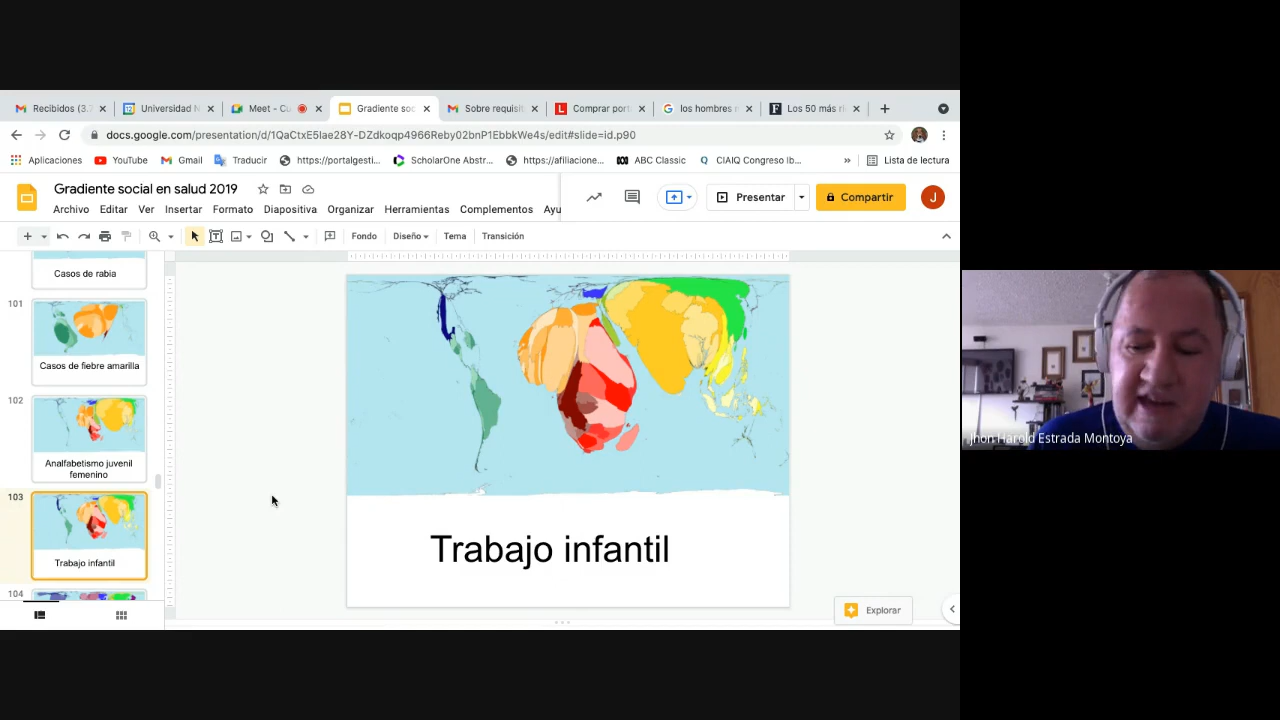 Recibidos (3.7
Universidad N
Meet - Cu
Gradiente soc
Sobre requisit
Comprar port
los hombres m
Los 50 más ri
docs.google.com/presentation/d/1QaCtxE5Iae28Y-DZdkoqp4966Reby02bnP1EbbkWe4s/edit#slide=id.p90
Aplicaciones
YouTube
Gmail
Traducir
https://portalgesti...
ScholarOne Abstr...
https://afiliacione...
ABC Classic
CIAIQ Congreso Ib...
»
Lista de lectura
Gradiente social en salud 2019
Archivo Editar Ver Insertar Formato Diapositiva Organizar Herramientas Complementos Ayu
Presentar
Compartir
J
Fondo Diseño Tema Transición
Casos de rabia
101
Casos de fiebre amarilla
102
Analfabetismo juvenil
femenino
103
Trabajo infantil
104
Trabajo infantil
Explorar
Jhon Harold Estrada Montoya